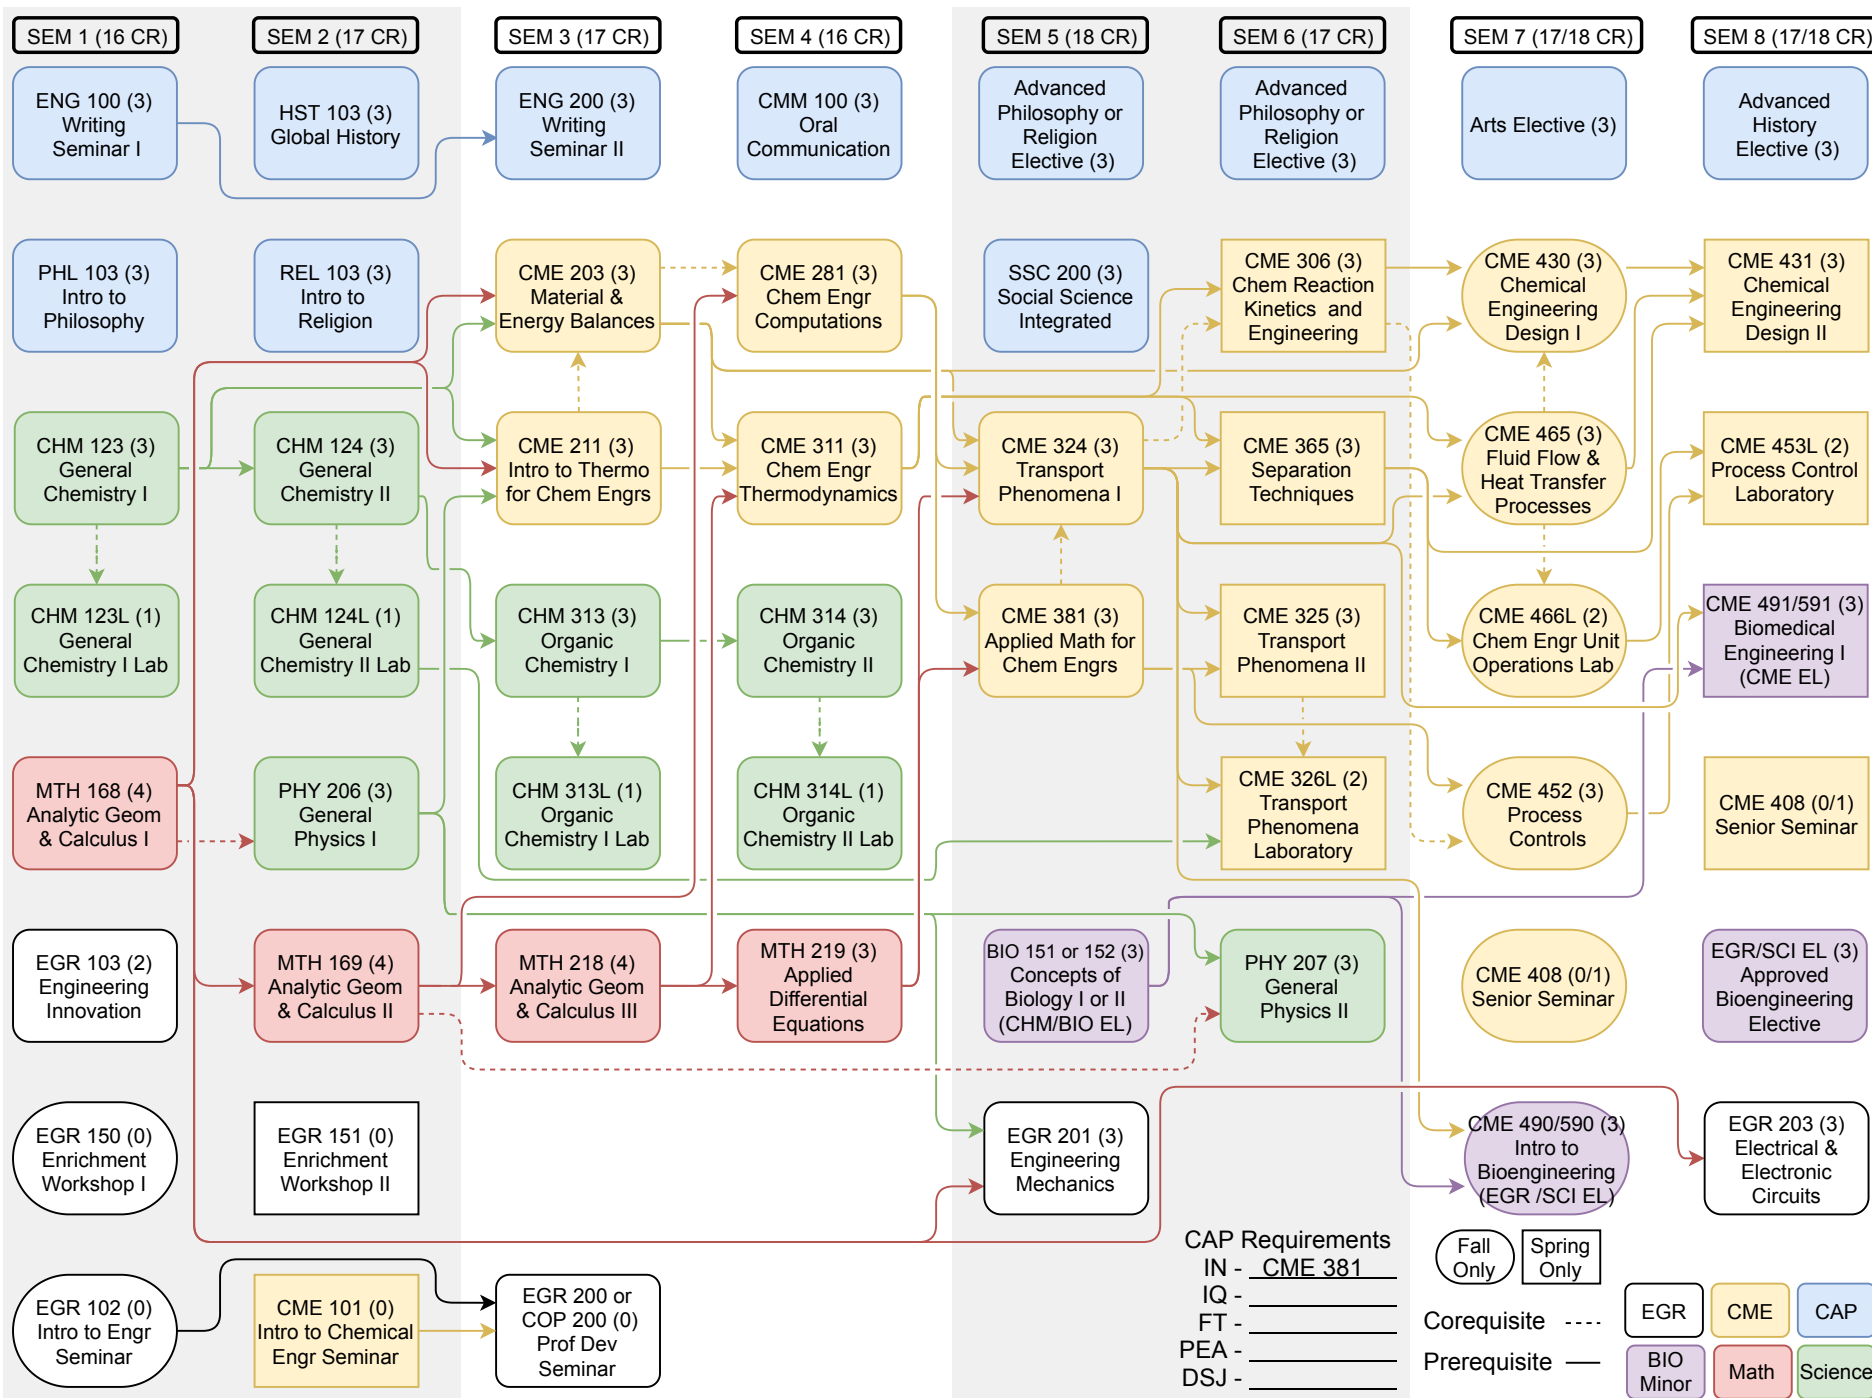 SEM 1 (16 CR)
SEM 2 (17 CR)
SEM 3 (17 CR)
SEM 4 (16 CR)
SEM 5 (18 CR)
SEM 6 (17 CR)
SEM 7 (17/18 CR)
SEM 8 (17/18 CR)
ENG 100 (3)
Writing
Seminar I
HST 103 (3)
Global History
ENG 200 (3)
Writing
Seminar II
CMM 100 (3)
Oral
Communication
Advanced
Philosophy or
Religion
Elective (3)
Advanced
Philosophy or
Religion
Elective (3)
Arts Elective (3)
Advanced
History
Elective (3)
PHL 103 (3)
Intro to
Philosophy
REL 103 (3)
Intro to
Religion
CME 203 (3)
Material &
Energy Balances
CME 281 (3)
Chem Engr
Computations
SSC 200 (3)
Social Science
Integrated
CME 306 (3)
Chem Reaction
Kinetics and
Engineering
CME 430 (3)
Chemical
Engineering
Design I
CME 431 (3)
Chemical
Engineering
Design II
CHM 123 (3)
General
Chemistry I
CHM 124 (3)
General
Chemistry II
CME 211 (3)
Intro to Thermo
for Chem Engrs
CME 311 (3)
Chem Engr
Thermodynamics
CME 324 (3)
Transport
Phenomena I
CME 365 (3)
Separation
Techniques
CME 465 (3)
Fluid Flow &
Heat Transfer
Processes
CME 453L (2)
Process Control
Laboratory
CHM 123L (1)
General
Chemistry I Lab
CHM 124L (1)
General
Chemistry II Lab
CHM 313 (3)
Organic
Chemistry I
CHM 314 (3)
Organic
Chemistry II
CME 381 (3)
Applied Math for
Chem Engrs
CME 325 (3)
Transport
Phenomena II
CME 466L (2)
Chem Engr Unit
Operations Lab
CME 491/591 (3)
Biomedical
Engineering I
(CME EL)
MTH 168 (4)
Analytic Geom
& Calculus I
PHY 206 (3)
General
Physics I
CHM 313L (1)
Organic
Chemistry I Lab
CHM 314L (1)
Organic
Chemistry II Lab
CME 326L (2)
Transport
Phenomena
Laboratory
CME 452 (3)
Process
Controls
CME 408 (0/1)
Senior Seminar
EGR 103 (2)
Engineering
Innovation
MTH 169 (4)
Analytic Geom
& Calculus II
MTH 218 (4)
Analytic Geom
& Calculus III
MTH 219 (3)
Applied
Differential
Equations
BIO 151 or 152 (3)
Concepts of
Biology I or II
(CHM/BIO EL)
PHY 207 (3)
General
Physics II
CME 408 (0/1)
Senior Seminar
EGR/SCI EL (3)
Approved
Bioengineering
Elective
EGR 150 (0)
Enrichment
Workshop I
EGR 151 (0)
Enrichment
Workshop II
EGR 201 (3)
Engineering
Mechanics
CME 490/590 (3)
Intro to
Bioengineering
(EGR /SCI EL)
EGR 203 (3)
Electrical &
Electronic
Circuits
EGR 102 (0)
Intro to Engr
Seminar
CME 101 (0)
Intro to Chemical
Engr Seminar
EGR 200 or
COP 200 (0)
Prof Dev
Seminar
CAP Requirements
IN - CME 381
IQ -
FT -
PEA -
DSJ -
Fall
Only
Spring
Only
Corequisite
Prerequisite
EGR
CME
CAP
BIO
Minor
Math
Science